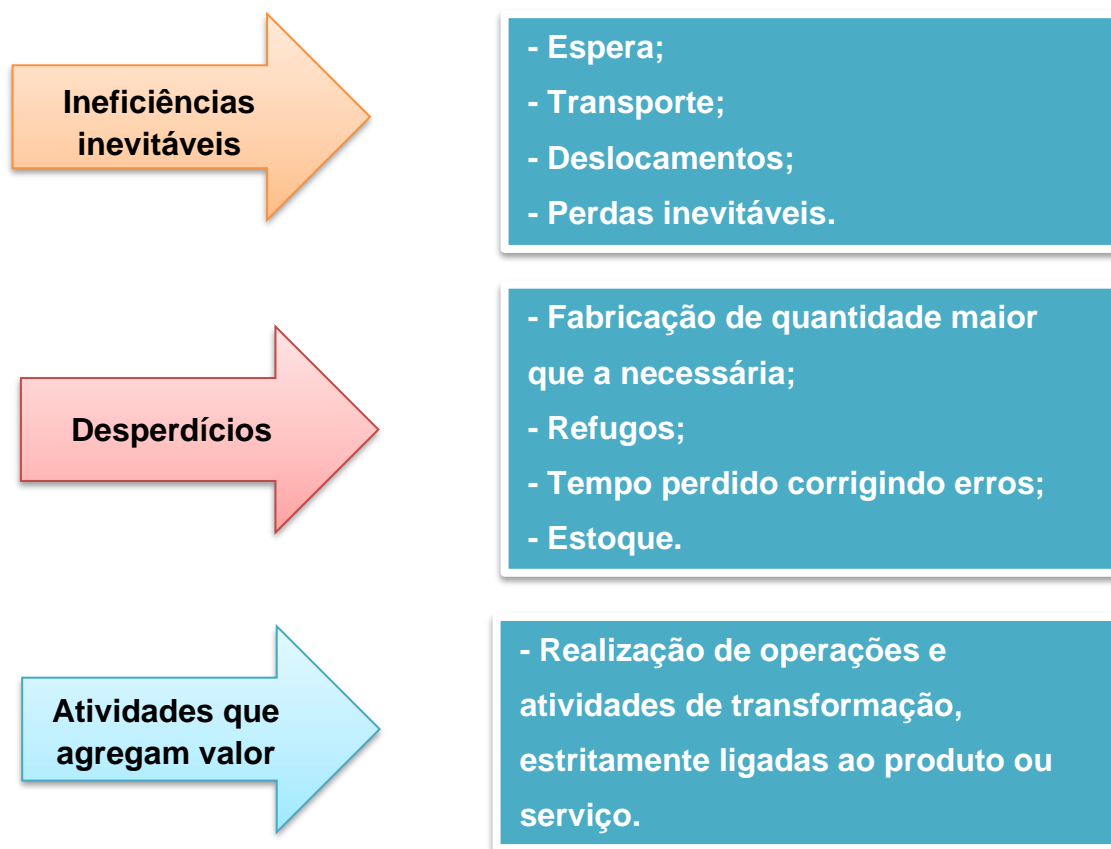 Ineficiências
inevitáveis
- Espera;
- Transporte;
- Deslocamentos;
- Perdas inevitáveis.
Desperdícios
- Fabricação de quantidade maior
que a necessária;
- Refugos;
- Tempo perdido corrigindo erros;
- Estoque.
Atividades que
agregam valor
- Realização de operações e
atividades de transformação,
estritamente ligadas ao produto ou
serviço.